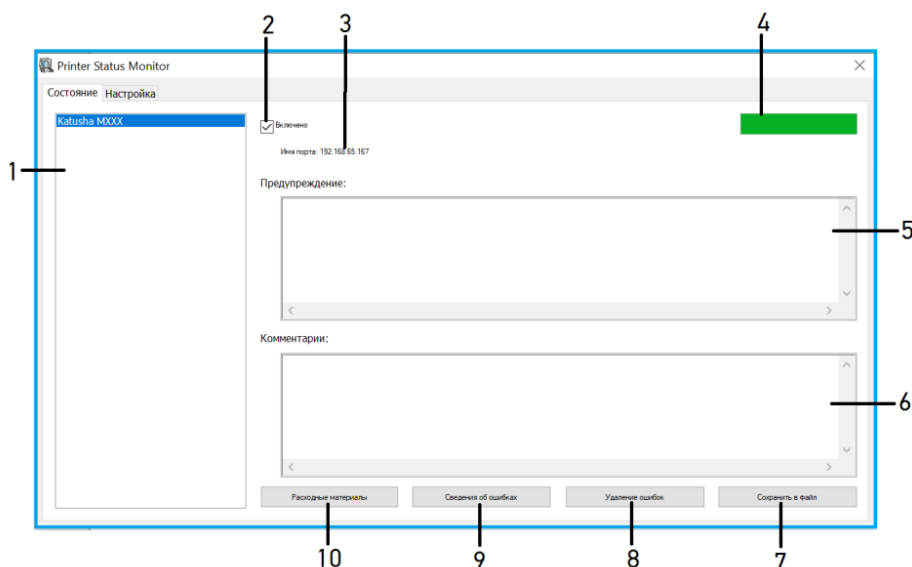 2 3 4
Printer Status Monitor
Состояние Настройка
Katusha MXXX
Включено
Имя порта: 192.168.65.167
1
Предупреждение:
5
Комментарии:
6
Расходные материалы Сведения об ошибках Удаление ошибок Сохранить в файл
10 9 8 7